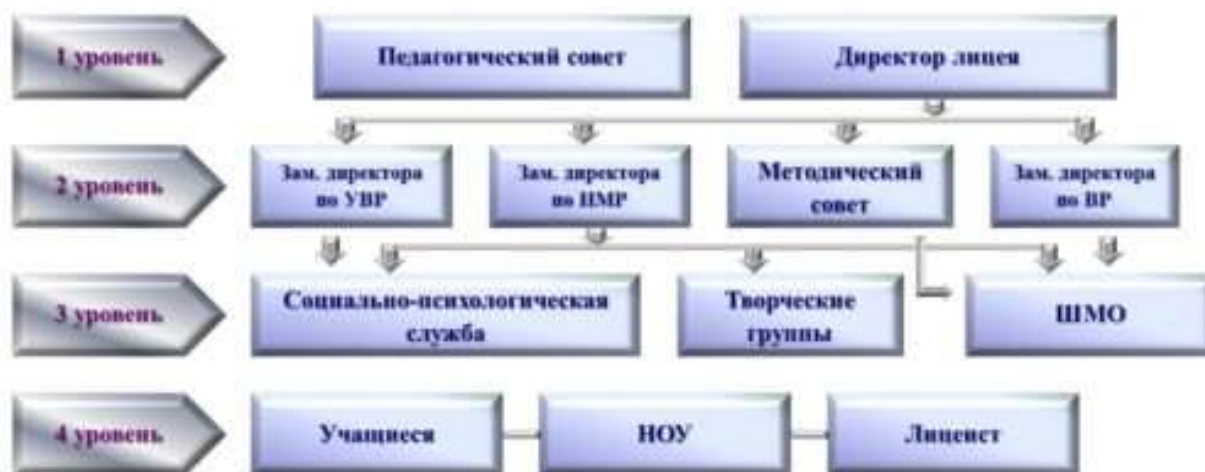 1 уровень
Педагогический совет
Директор лицея
2 уровень
Зам. директора
по УВР
Зам. директора
по НМР
Методический
совет
Зам. директора
по ВР
3 уровень
Социально-психологическая
служба
Творческие
группы
ШМО
4 уровень
Учащиеся
НОУ
Лицеист